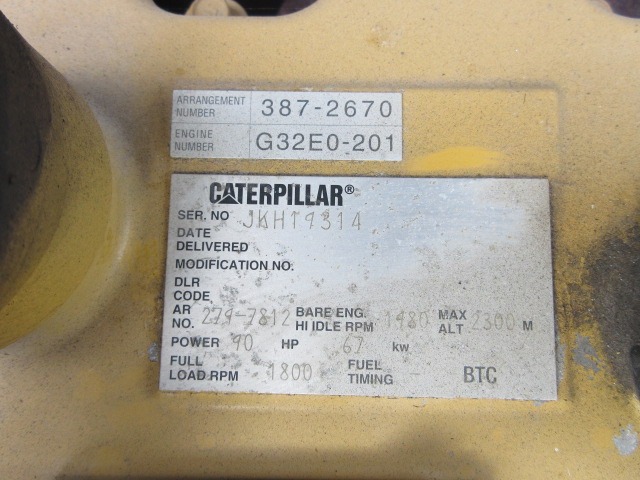 ARRANGEMENT NUMBER 387-2670
ENGINE NUMBER G32E0-201
CATERPILLAR®
SER. NO JKH19314
DATE DELIVERED
MODIFICATION NO.
DLR CODE
AR NO. 279-7812 BARE ENG. HI IDLE RPM 1980 MAX ALT 2300 M
POWER 90 HP 67 kw
FULL LOAD RPM 1800 FUEL TIMING BTC